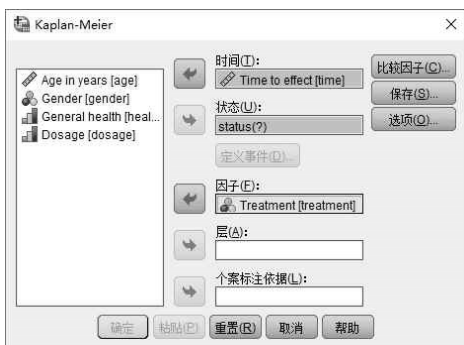 Kaplan-Meier
Age in years [age]
Gender [gender]
General health [heal...
Dosage [dosage]
时间(T):
Time to effect [time]
状态(U):
status(?)
定义事件(D)...
因子(F):
Treatment [treatment]
层(A):
个案标注依据(L):
比较因子(C)...
保存(S)...
选项(O)...
确定 粘贴(P) 重置(R) 取消 帮助